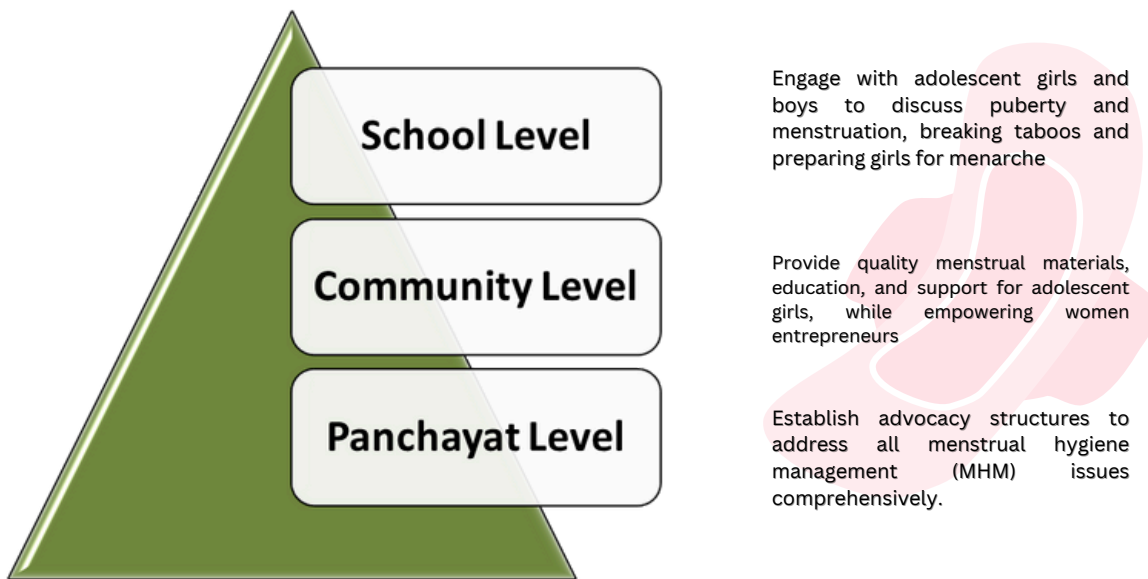 School Level
Engage with adolescent girls and
boys to discuss puberty and
menstruation, breaking taboos and
preparing girls for menarche
Community Level
Provide quality menstrual materials,
education, and support for adolescent
girls, while empowering women
entrepreneurs
Panchayat Level
Establish advocacy structures to
address all menstrual hygiene
management (MHM) issues
comprehensively.